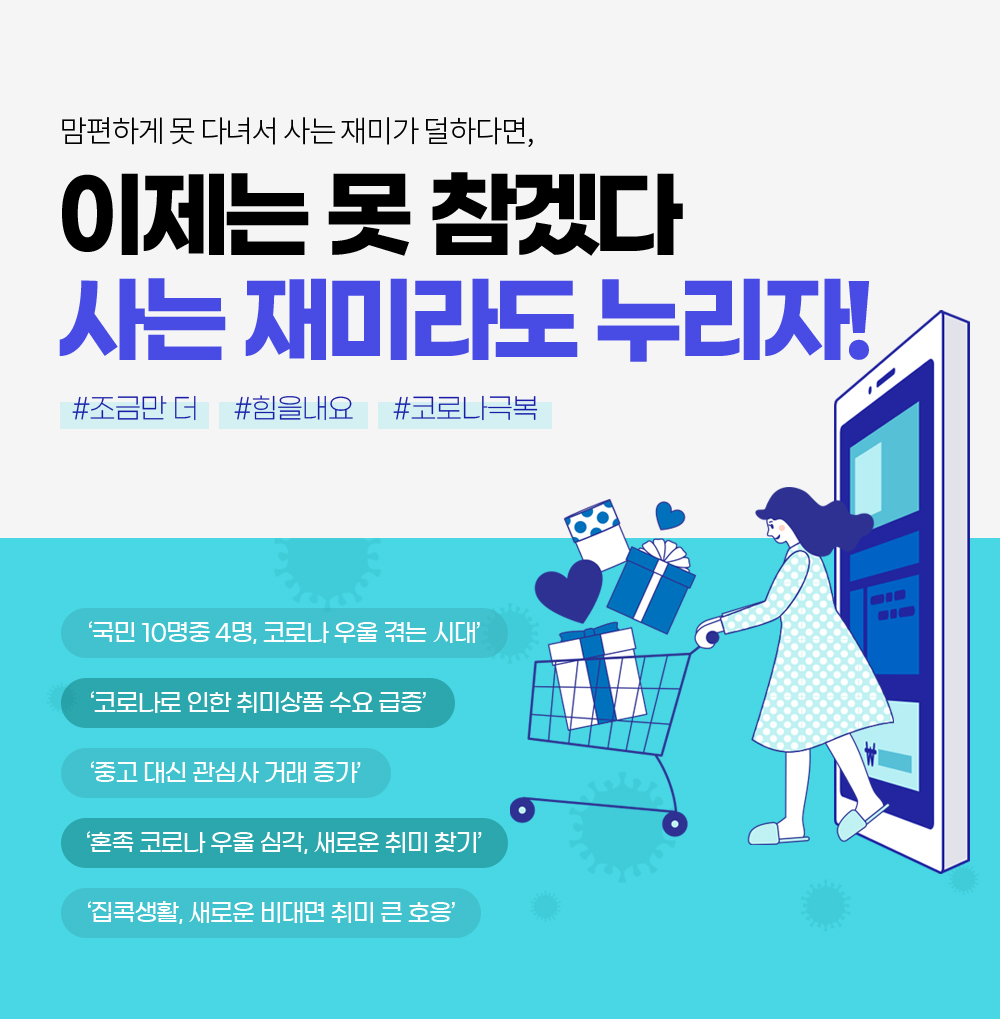 맘편하게 못 다녀서 사는 재미가 덜하다면,
이제는 못 참겠다
사는 재미라도 누리자!
#조금만 더 #힘을내요 #코로나극복
‘국민 10명중 4명, 코로나 우울 겪는 시대’
‘코로나로 인한 취미상품 수요 급증’
‘중고 대신 관심사 거래 증가’
‘혼족 코로나 우울 심각, 새로운 취미 찾기’
‘집콕생활, 새로운 비대면 취미 큰 호응’
₩